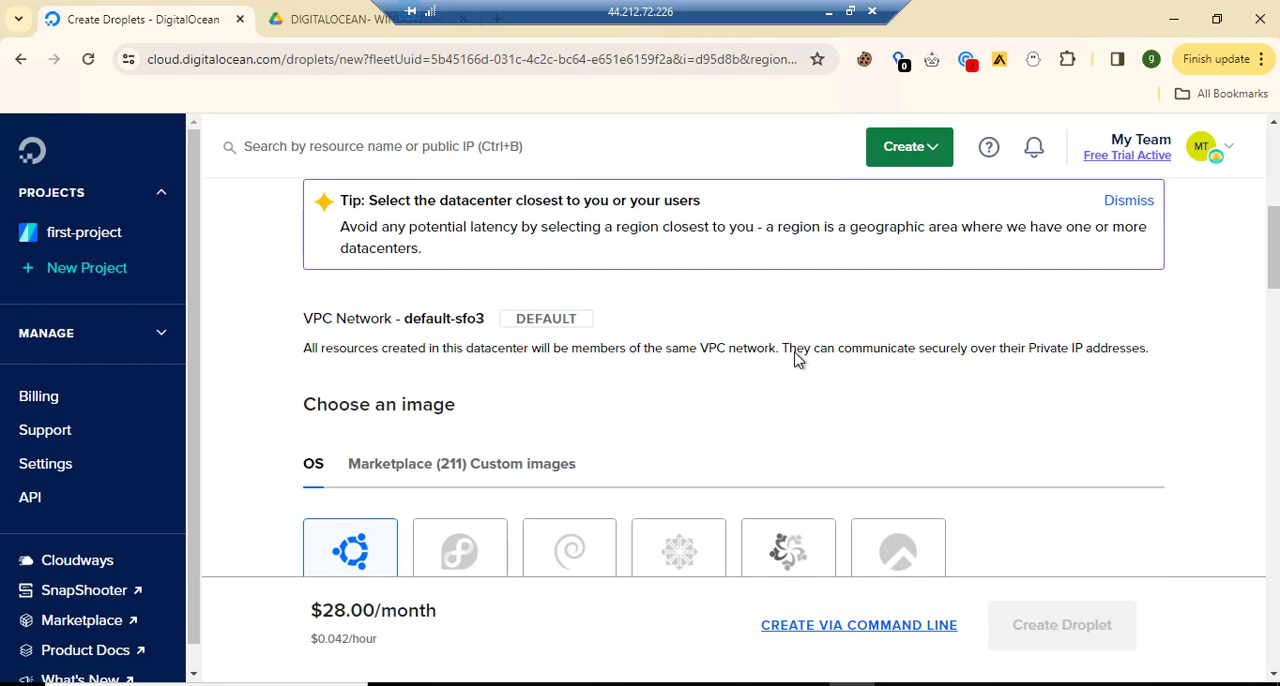 Create Droplets - DigitalOcean
DIGITALOCEAN- WIN
44.212.72.226
cloud.digitalocean.com/droplets/new?fleetUuid=5b45166d-031c-4c2c-bc64-e651e6159f2a&i=d95d8b&region...
0
2
g
Finish update
All Bookmarks
Search by resource name or public IP (Ctrl+B)
Create
My Team
Free Trial Active
MT
PROJECTS
first-project
+ New Project
MANAGE
Billing
Support
Settings
API
Cloudways
SnapShooter
Marketplace
Product Docs
What's New
Tip: Select the datacenter closest to you or your users
Dismiss
Avoid any potential latency by selecting a region closest to you - a region is a geographic area where we have one or more
datacenters.
VPC Network - default-sfo3 DEFAULT
All resources created in this datacenter will be members of the same VPC network. They can communicate securely over their Private IP addresses.
Choose an image
OS Marketplace (211) Custom images
$28.00/month
$0.042/hour
CREATE VIA COMMAND LINE
Create Droplet